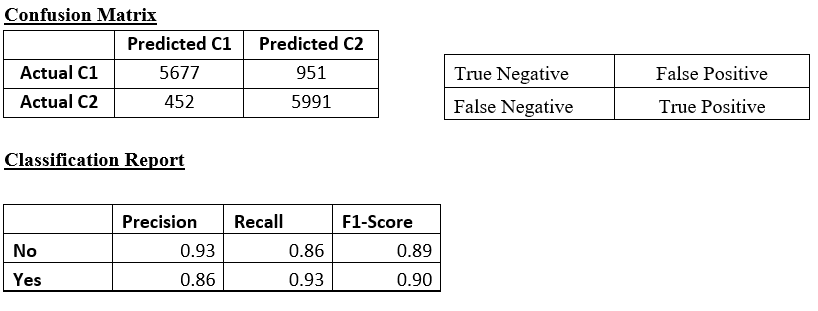 Confusion Matrix
Predicted C1 Predicted C2
Actual C1 5677 951
Actual C2 452 5991
True Negative False Positive
False Negative True Positive
Classification Report
Precision Recall F1-Score
No 0.93 0.86 0.89
Yes 0.86 0.93 0.90